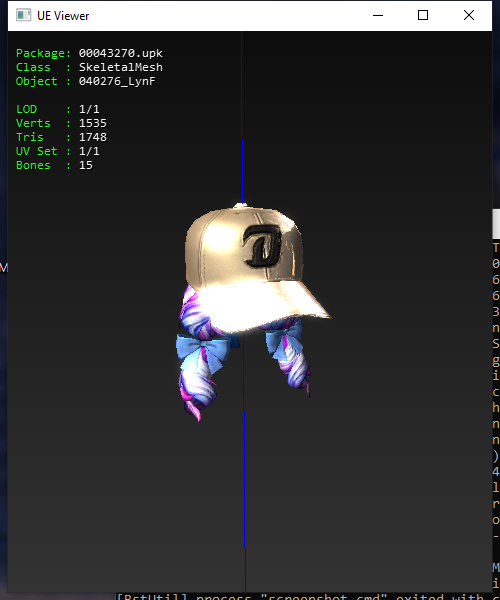 UE Viewer
Package: 00043270.upk
Class : SkeletalMesh
Object : 040276_LynF
LOD : 1/1
Verts : 1535
Tris : 1748
UV Set : 1/1
Bones : 15
D
[BstUtil] process "screenshot.cmd" exited with c